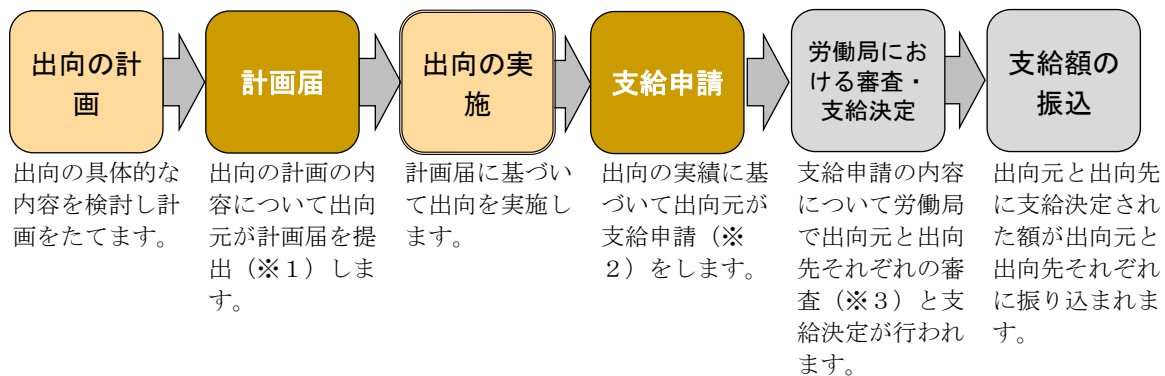 出向の計
画
計画届
出向の実
施
支給申請
労働局にお
ける審査・
支給決定
支給額の
振込
出向の具体的な
内容を検討し計
画をたてます。
出向の計画の内
容について出向
元が計画届を提
出（※１）しま
す。
計画届に基づい
て出向を実施し
ます。
出向の実績に基
づいて出向元が
支給申請（※
２）をします。
支給申請の内容
について労働局
で出向元と出向
先それぞれの審
査（※３）と支
給決定が行われ
ます。
出向元と出向先
に支給決定され
た額が出向元と
出向先それぞれ
に振り込まれま
す。